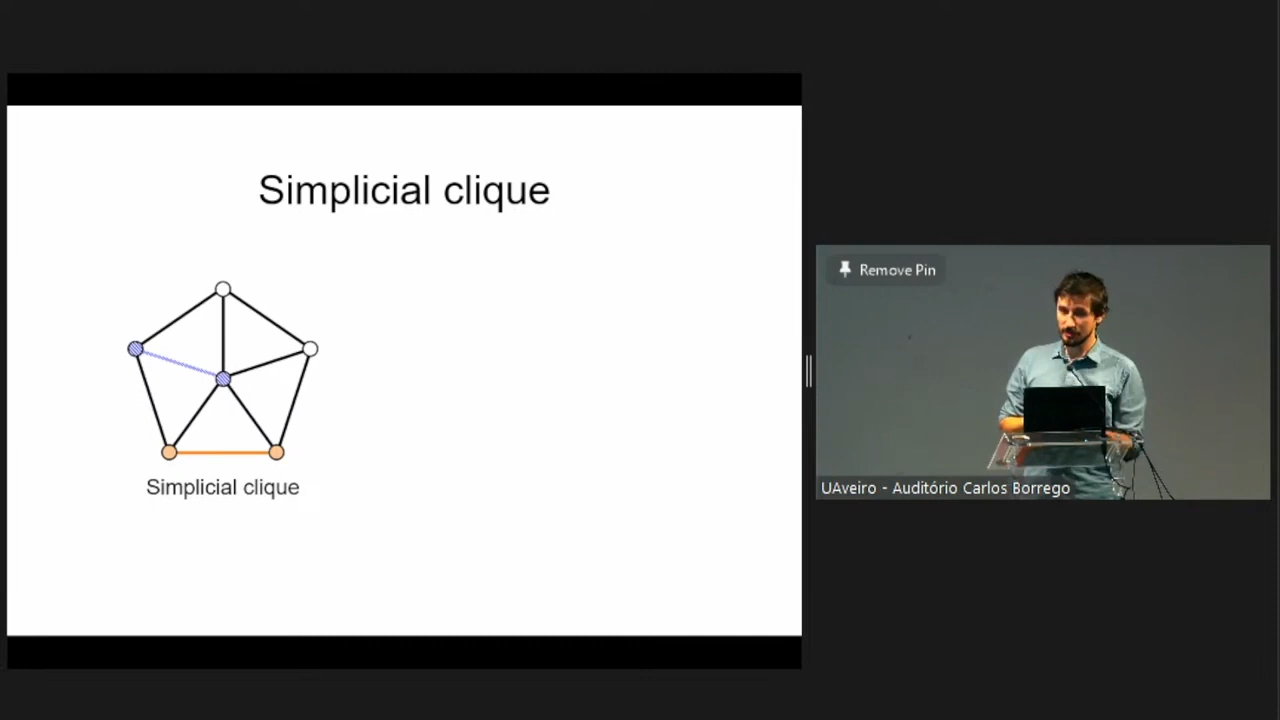 Simplicial clique
Simplicial clique
Remove Pin
UAveiro - Auditório Carlos Borrego